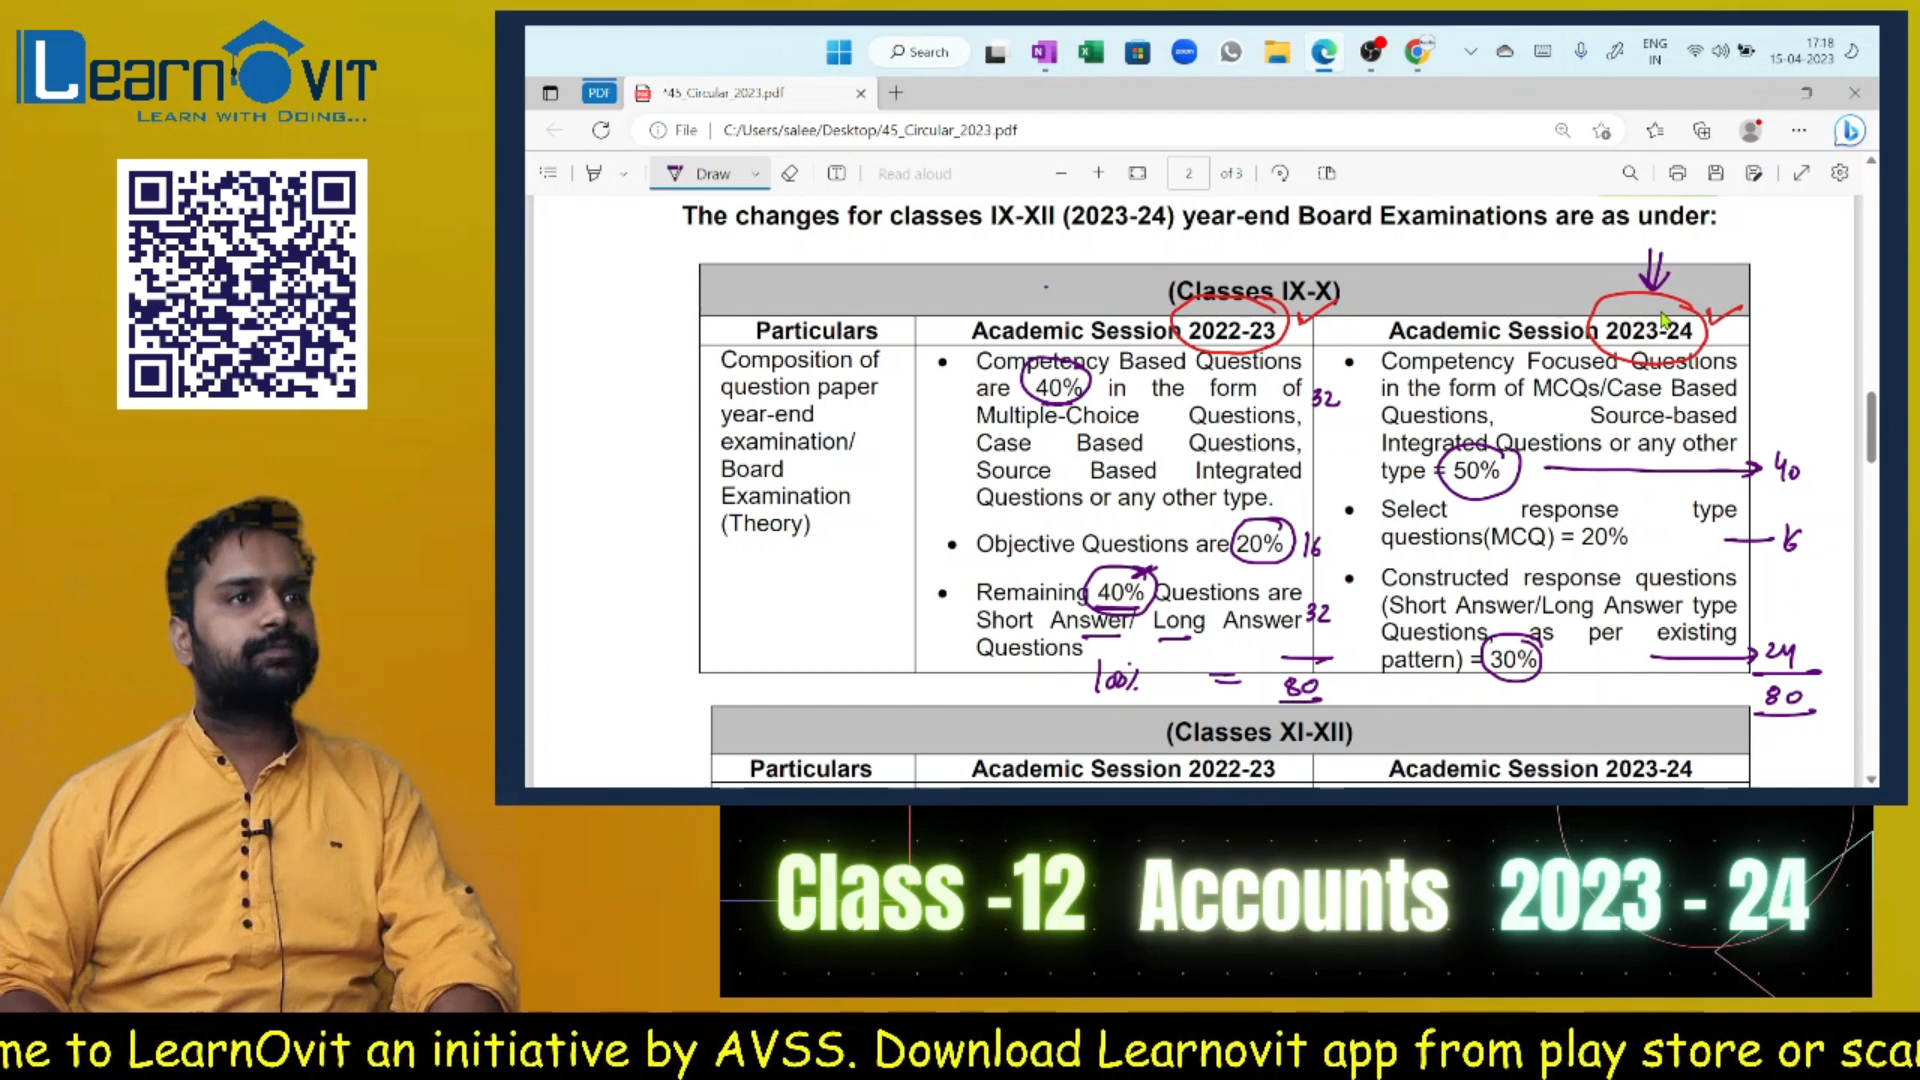 LearnOvit
LEARN WITH DOING...
Search
ENG
IN
17:18
15-04-2023
PDF
*45_Circular_2023.pdf
File
C:/Users/salee/Desktop/45_Circular_2023.pdf
Draw
Read aloud
2
of 3
The changes for classes IX-XII (2023-24) year-end Board Examinations are as under:
(Classes IX-X)
Particulars
Academic Session 2022-23
Academic Session 2023-24
Composition of
question paper
year-end
examination/
Board
Examination
(Theory)
• Competency Based Questions
are 40% in the form of
Multiple-Choice Questions,
Case Based Questions,
Source Based Integrated
Questions or any other type.
32
• Objective Questions are 20%
16
• Remaining 40% Questions are
Short Answer/ Long Answer
Questions
32
100% = 80
• Competency Focused Questions
in the form of MCQs/Case Based
Questions, Source-based
Integrated Questions or any other
type = 50%
40
• Select response type
questions(MCQ) = 20%
16
• Constructed response questions
(Short Answer/Long Answer type
Questions, as per existing
pattern) = 30%
24
80
(Classes XI-XII)
Particulars
Academic Session 2022-23
Academic Session 2023-24
Class -12 Accounts 2023 - 24
me to LearnOvit an initiative by AVSS. Download Learnovit app from play store or sca